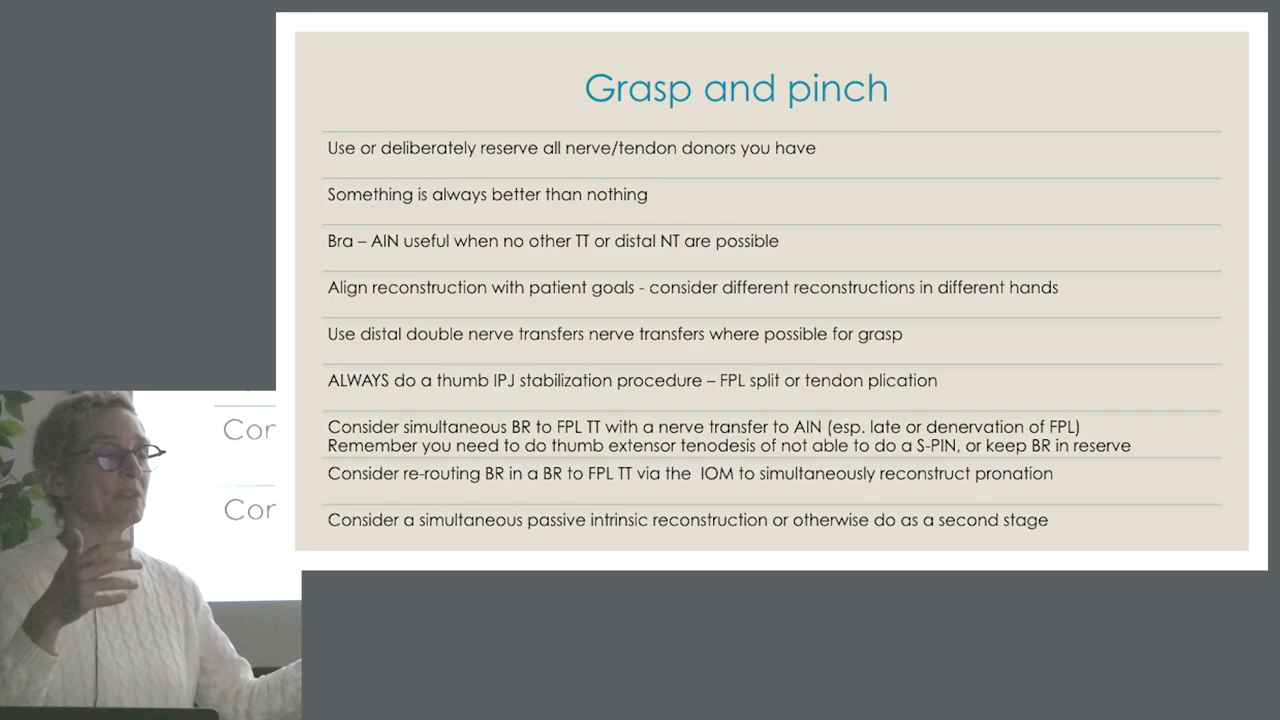 Grasp and pinch
Use or deliberately reserve all nerve/tendon donors you have
Something is always better than nothing
Bra – AIN useful when no other TT or distal NT are possible
Align reconstruction with patient goals - consider different reconstructions in different hands
Use distal double nerve transfers nerve transfers where possible for grasp
ALWAYS do a thumb IPJ stabilization procedure – FPL split or tendon plication
Consider simultaneous BR to FPL TT with a nerve transfer to AIN (esp. late or denervation of FPL)
Remember you need to do thumb extensor tenodesis of not able to do a S-PIN, or keep BR in reserve
Consider re-routing BR in a BR to FPL TT via the  IOM to simultaneously reconstruct pronation
Consider a simultaneous passive intrinsic reconstruction or otherwise do as a second stage
Cor
Cor